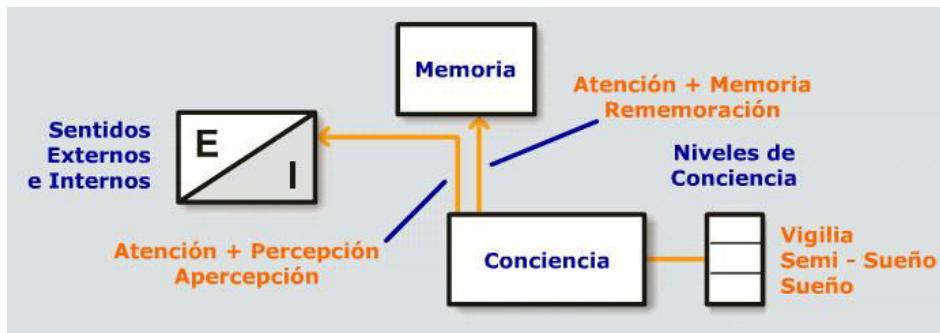 Memoria
Atención + Memoria
Rememoración
Sentidos
Externos
e Internos
E
I
Niveles de
Conciencia
Atención + Percepción
Apercepción
Conciencia
Vigilia
Semi - Sueño
Sueño